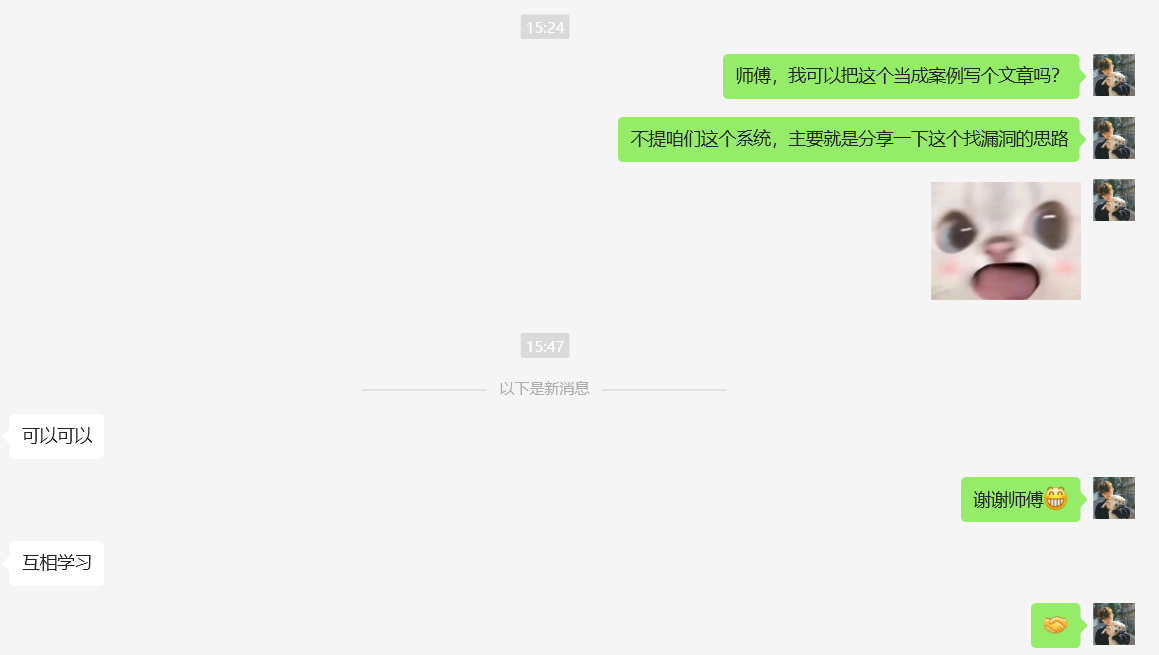 15:24
师傅，我可以把这个当成案例写个文章吗？
不提咱们这个系统，主要就是分享一下这个找漏洞的思路
15:47
以下是新消息
可以可以
谢谢师傅😁
互相学习
🤝